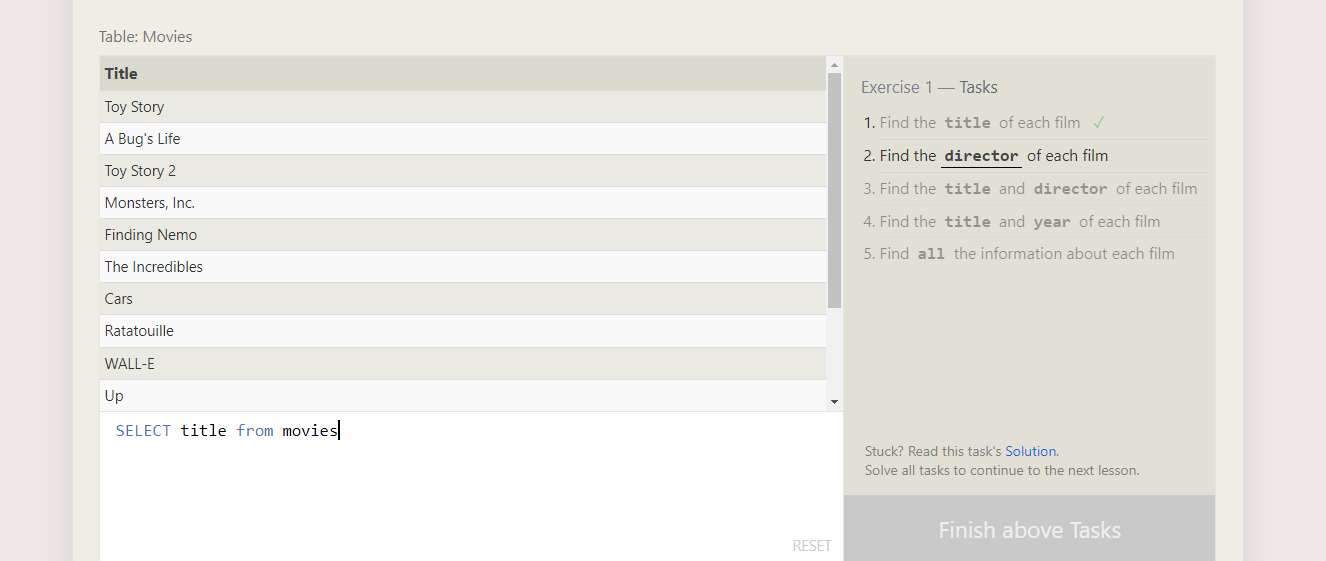 Table: Movies
Title
Toy Story
A Bug's Life
Toy Story 2
Monsters, Inc.
Finding Nemo
The Incredibles
Cars
Ratatouille
WALL-E
Up
SELECT title from movies
RESET
Exercise 1 — Tasks
1. Find the title of each film ✓
2. Find the director of each film
3. Find the title and director of each film
4. Find the title and year of each film
5. Find all the information about each film
Stuck? Read this task's Solution.
Solve all tasks to continue to the next lesson.
Finish above Tasks